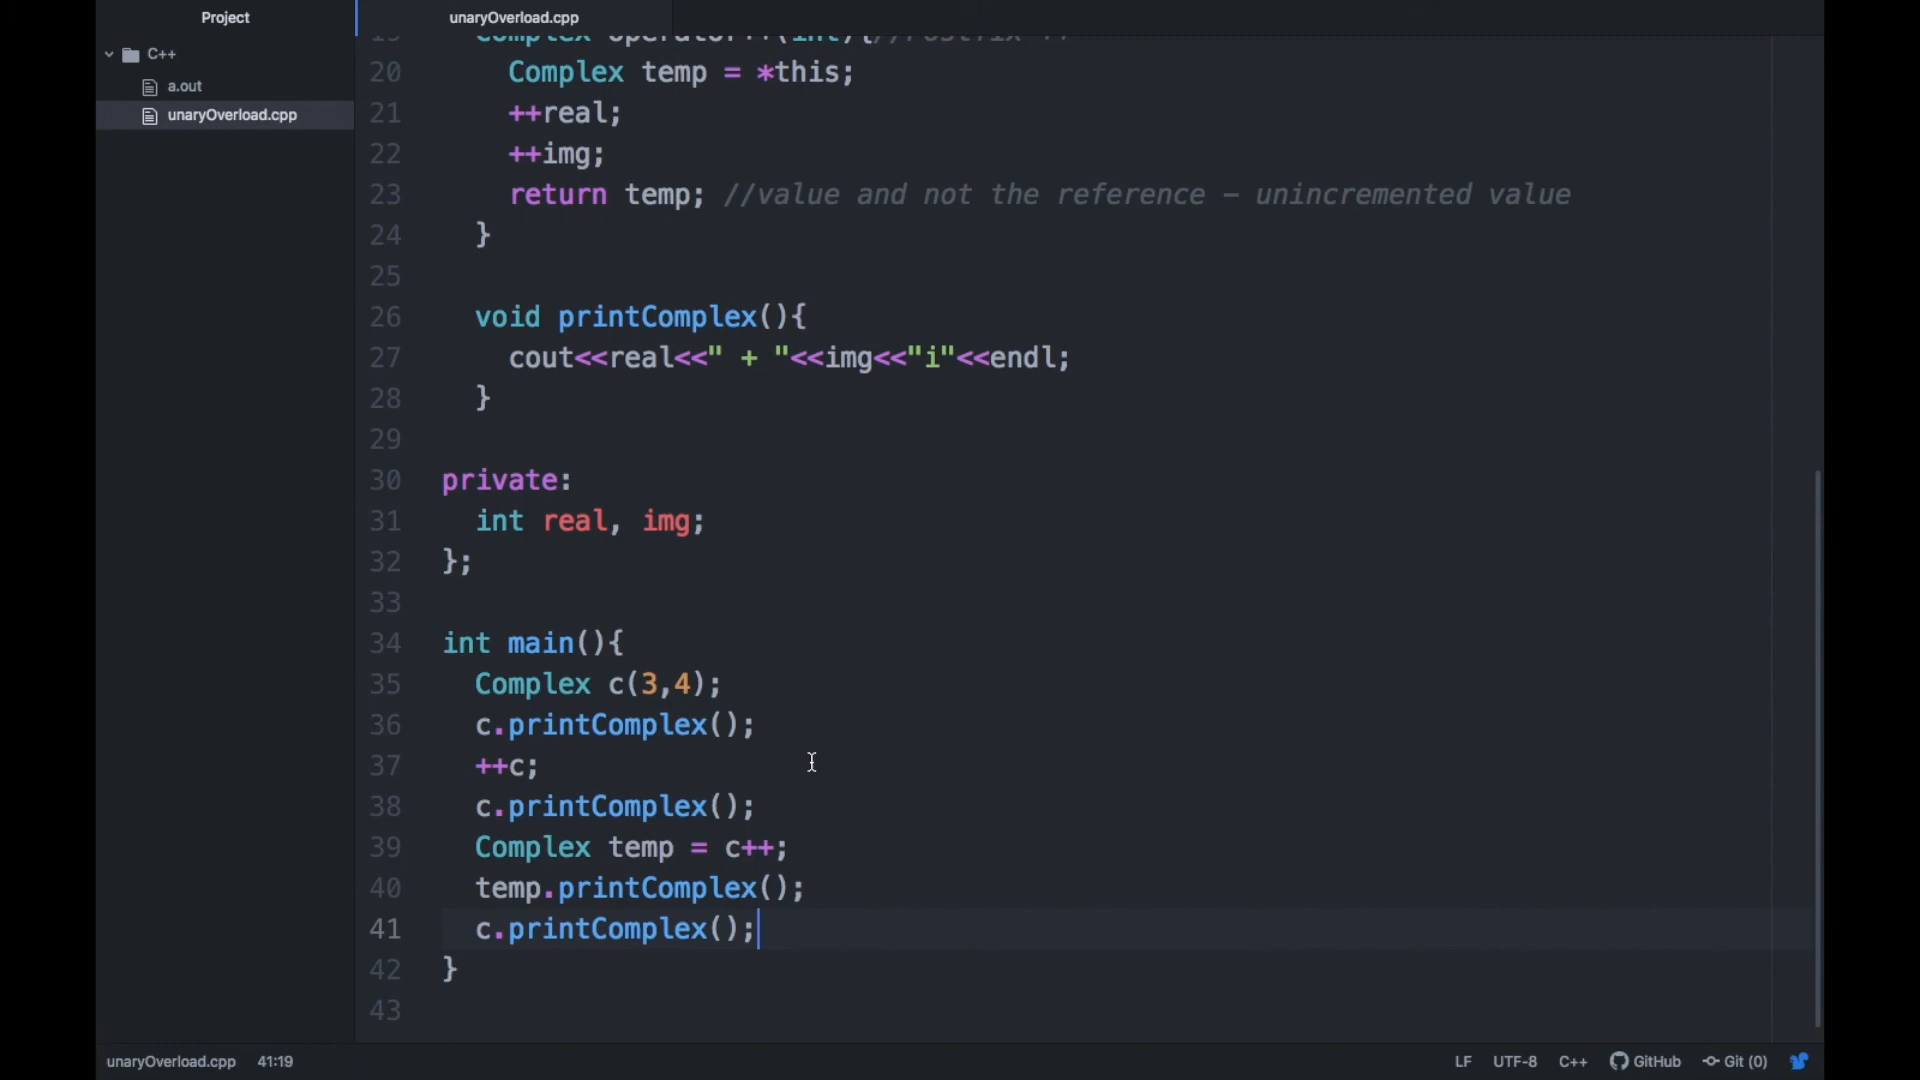 Project
unaryOverload.cpp
C++
a.out
unaryOverload.cpp
20 Complex temp = *this;
21 ++real;
22 ++img;
23 return temp; //value and not the reference - unincremented value
24 }
25
26 void printComplex(){
27 cout<<real<<" + "<<img<<"i"<<endl;
28 }
29
30 private:
31 int real, img;
32 };
33
34 int main(){
35 Complex c(3,4);
36 c.printComplex();
37 ++c;
38 c.printComplex();
39 Complex temp = c++;
40 temp.printComplex();
41 c.printComplex();
42 }
43
unaryOverload.cpp 41:19
LF UTF-8 C++ GitHub Git (0)